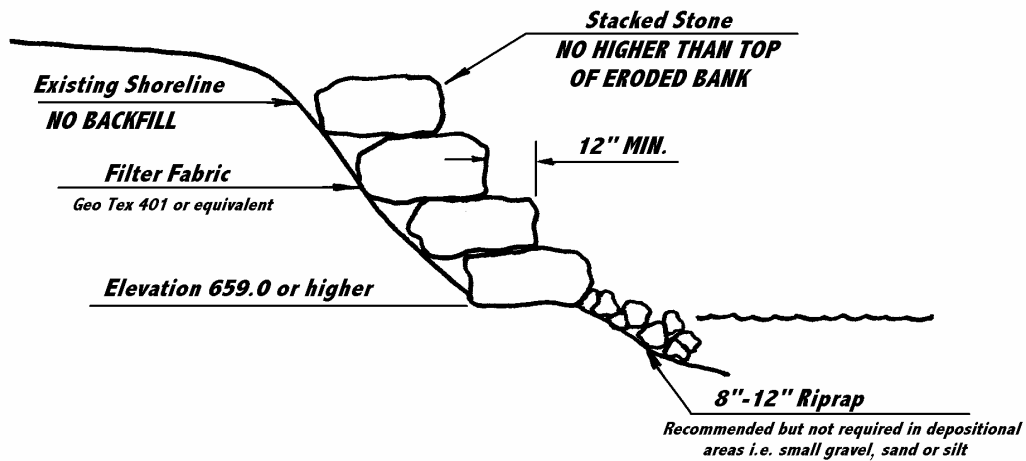 Stacked Stone
NO HIGHER THAN TOP
OF ERODED BANK
Existing Shoreline
NO BACKFILL
12" MIN.
Filter Fabric
Geo Tex 401 or equivalent
Elevation 659.0 or higher
8"-12" Riprap
Recommended but not required in depositional
areas i.e. small gravel, sand or silt